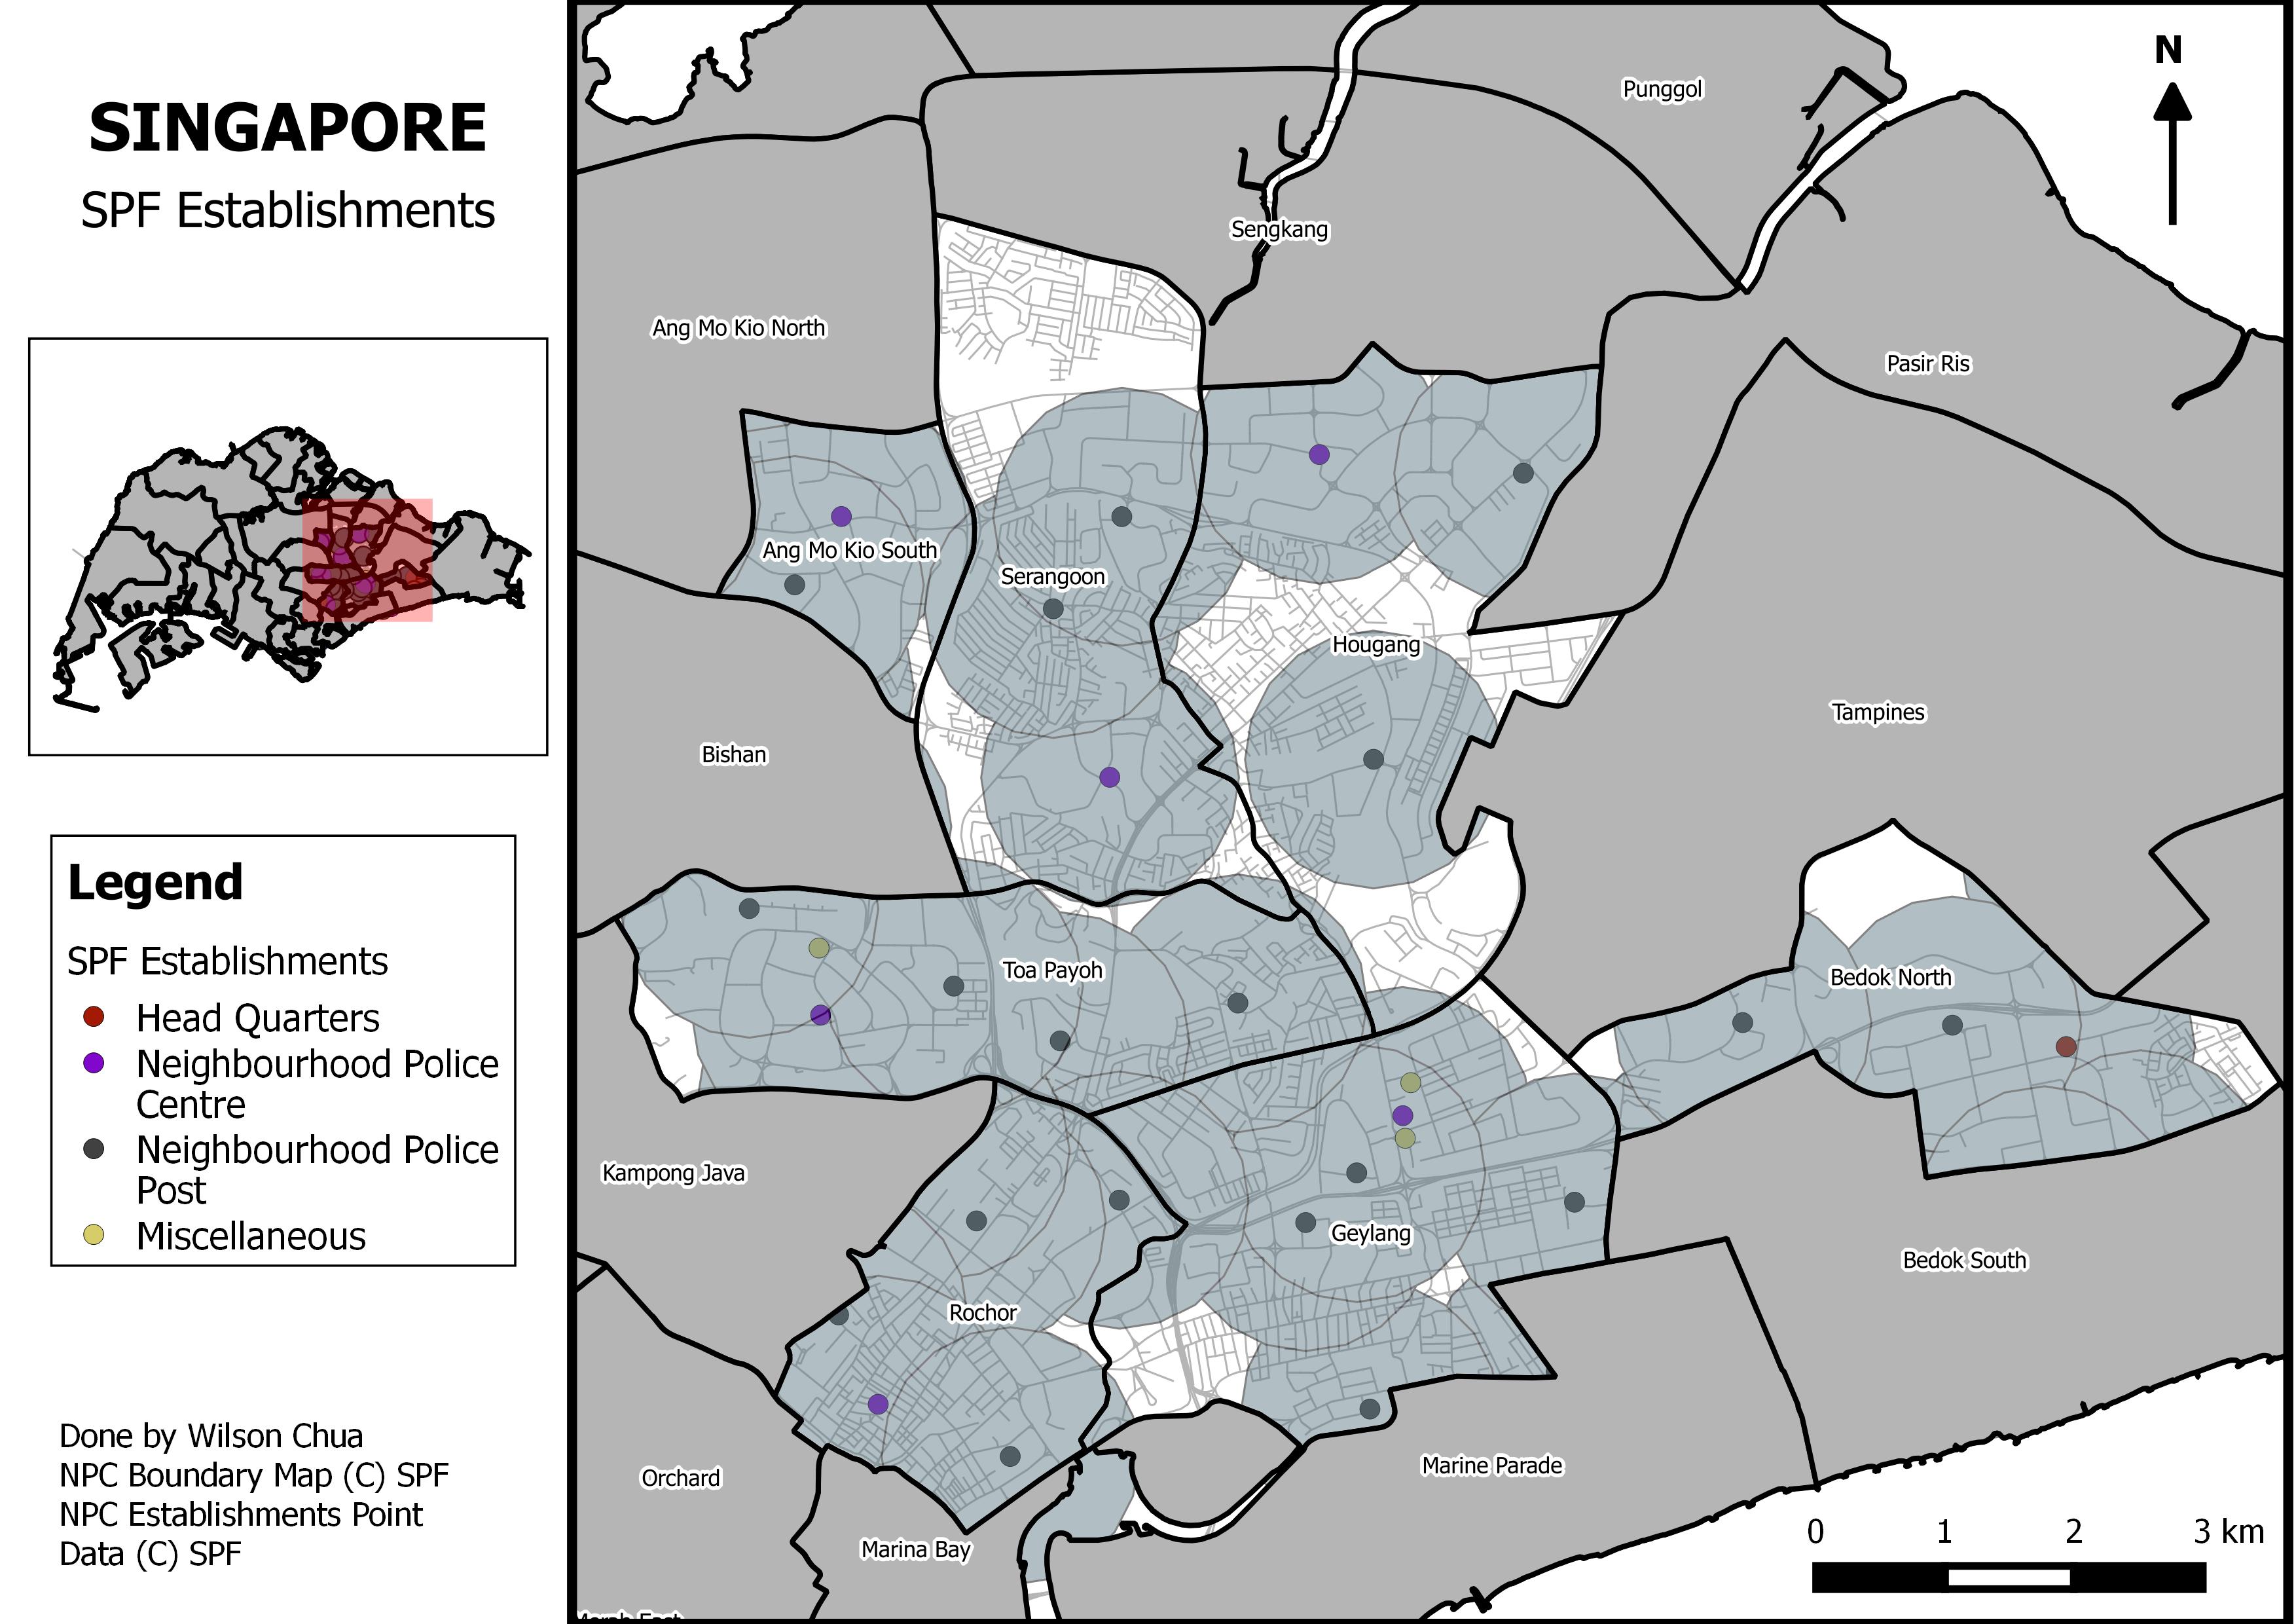 SINGAPORE
SPF Establishments
Legend
SPF Establishments
Head Quarters
Neighbourhood Police
Centre
Neighbourhood Police
Post
Miscellaneous
Done by Wilson Chua
NPC Boundary Map (C) SPF
NPC Establishments Point
Data (C) SPF
N
Punggol
Sengkang
Ang Mo Kio North
Pasir Ris
Ang Mo Kio South
Serangoon
Hougang
Tampines
Bishan
Toa Payoh
Bedok North
Kampong Java
Geylang
Bedok South
Rochor
Orchard
Marine Parade
Marina Bay
0 1 2 3 km